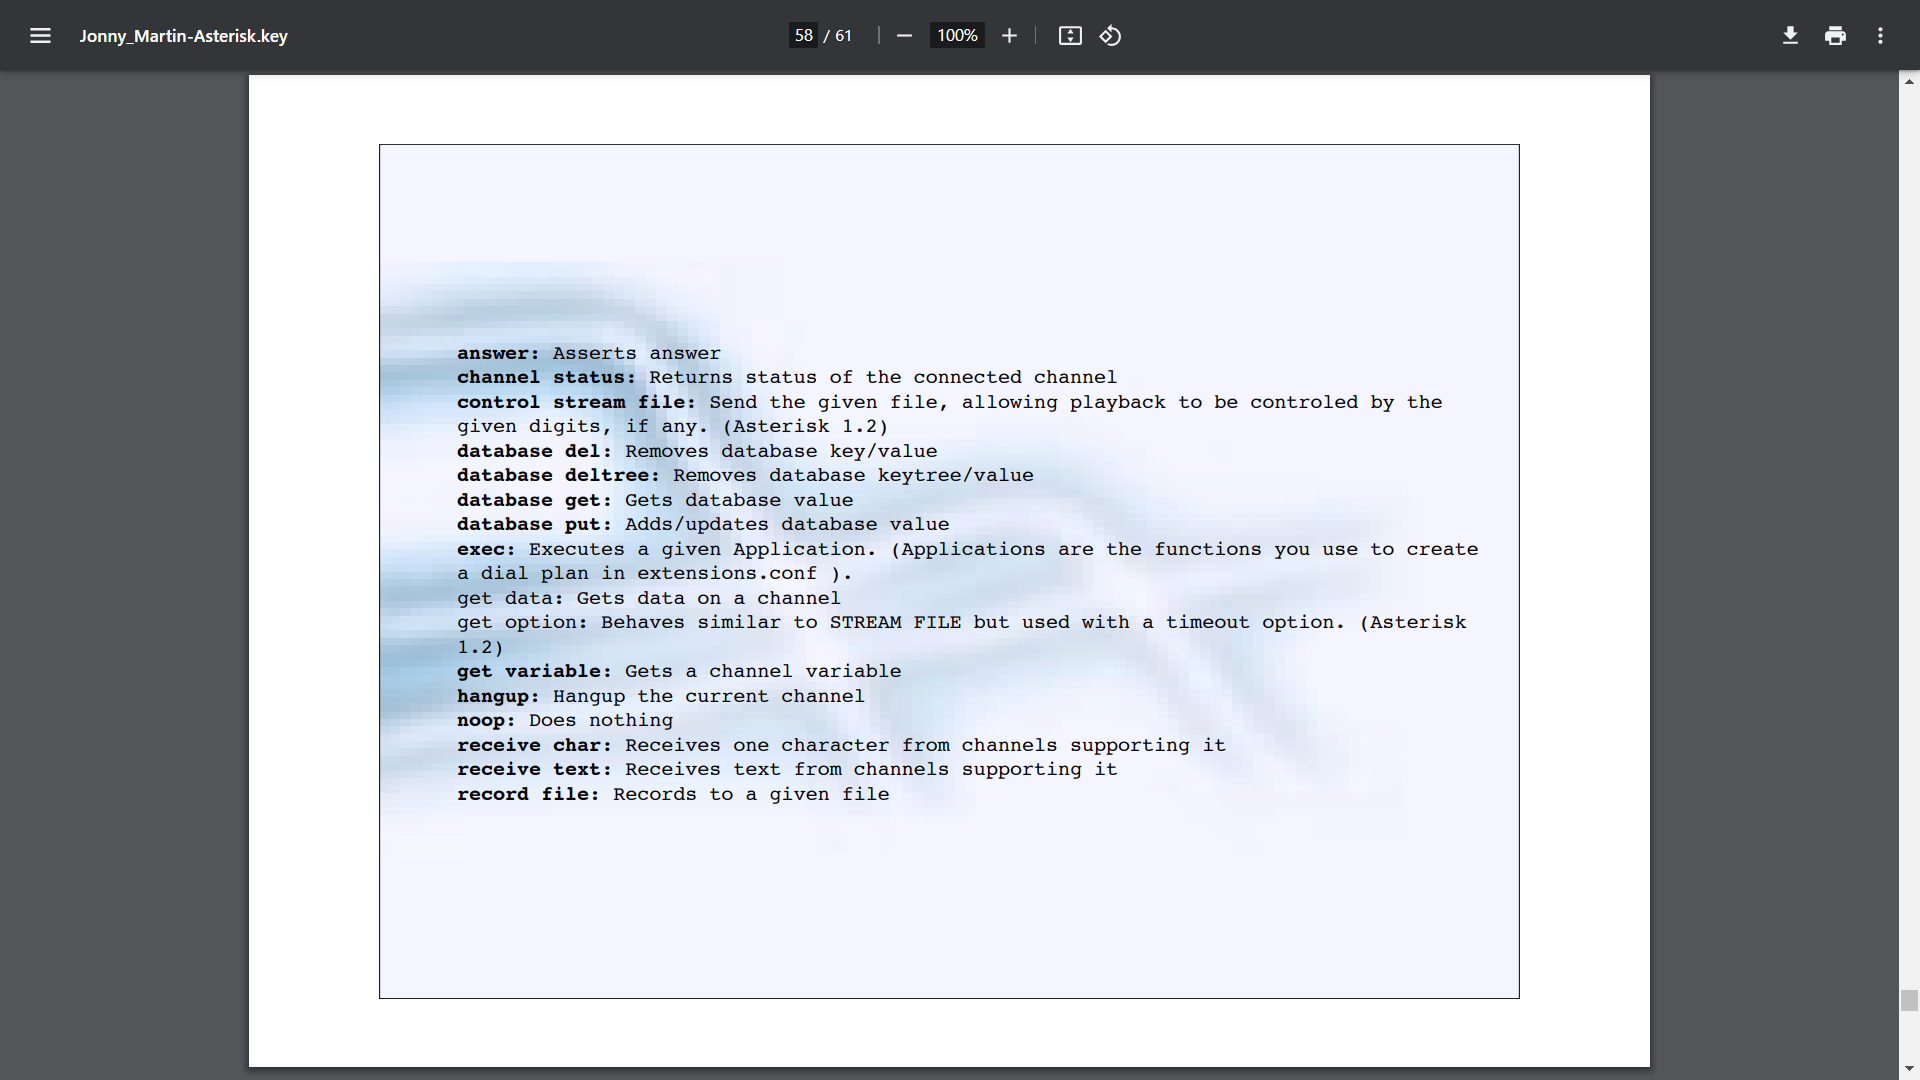 Jonny_Martin-Asterisk.key
58 / 61
100%
answer: Asserts answer
channel status: Returns status of the connected channel
control stream file: Send the given file, allowing playback to be controled by the
given digits, if any. (Asterisk 1.2)
database del: Removes database key/value
database deltree: Removes database keytree/value
database get: Gets database value
database put: Adds/updates database value
exec: Executes a given Application. (Applications are the functions you use to create
a dial plan in extensions.conf ).
get data: Gets data on a channel
get option: Behaves similar to STREAM FILE but used with a timeout option. (Asterisk
1.2)
get variable: Gets a channel variable
hangup: Hangup the current channel
noop: Does nothing
receive char: Receives one character from channels supporting it
receive text: Receives text from channels supporting it
record file: Records to a given file